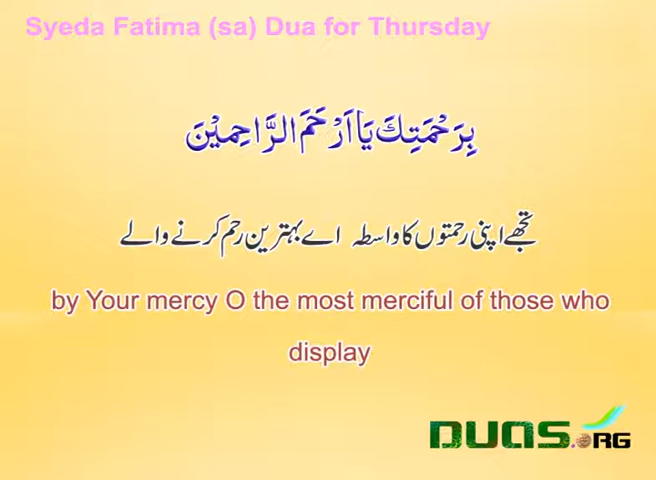 Syeda Fatima (sa) Dua for Thursday
بِرَحْمَتِكَ يَا اَرْحَمَ الرَّاحِمِيْنَ
تجھے اپنی رحمتوں کا واسطہ اے بہترین رحم کرنے والے
by Your mercy O the most merciful of those who
display
DUAS.ORG